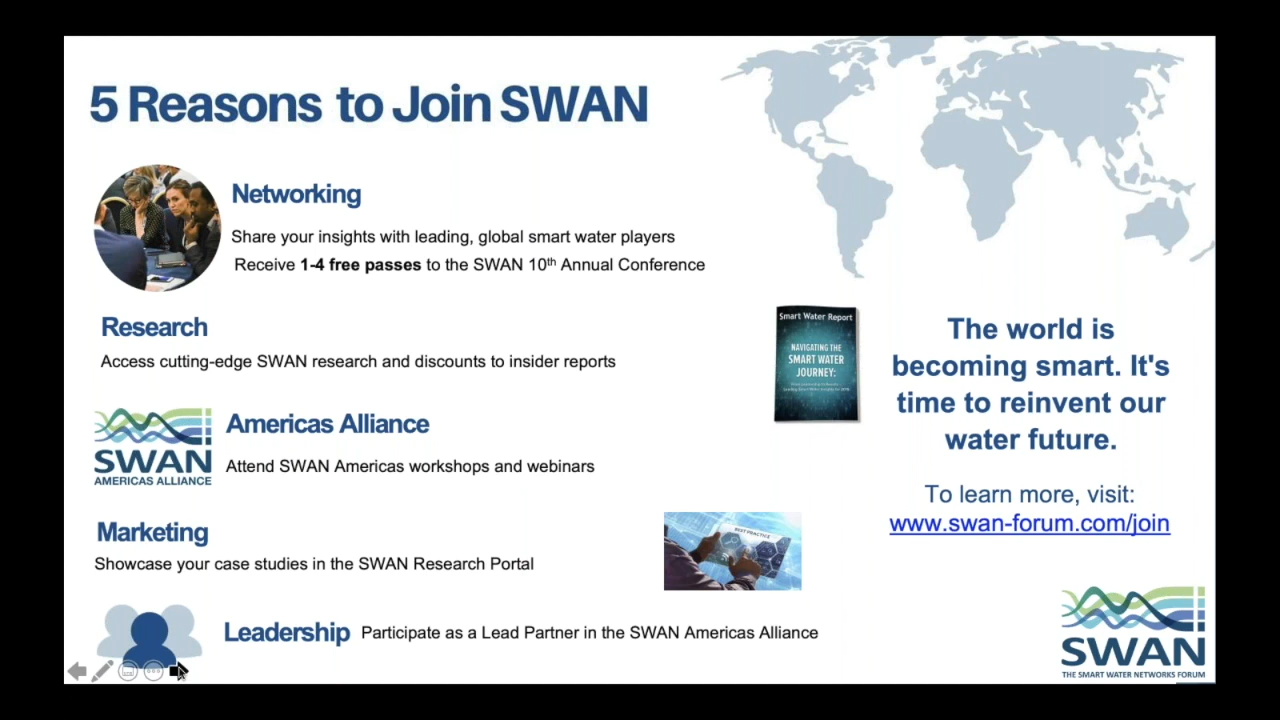 5 Reasons to Join SWAN
Networking
Share your insights with leading, global smart water players
Receive 1-4 free passes to the SWAN 10th Annual Conference
Research
Access cutting-edge SWAN research and discounts to insider reports
Smart Water Report
NAVIGATING THE
SMART WATER
JOURNEY:
SWAN
AMERICAS ALLIANCE
Americas Alliance
Attend SWAN Americas workshops and webinars
Marketing
Showcase your case studies in the SWAN Research Portal
BEST PRACTICE
Leadership Participate as a Lead Partner in the SWAN Americas Alliance
The world is
becoming smart. It's
time to reinvent our
water future.
To learn more, visit:
www.swan-forum.com/join
SWAN
THE SMART WATER NETWORKS FORUM